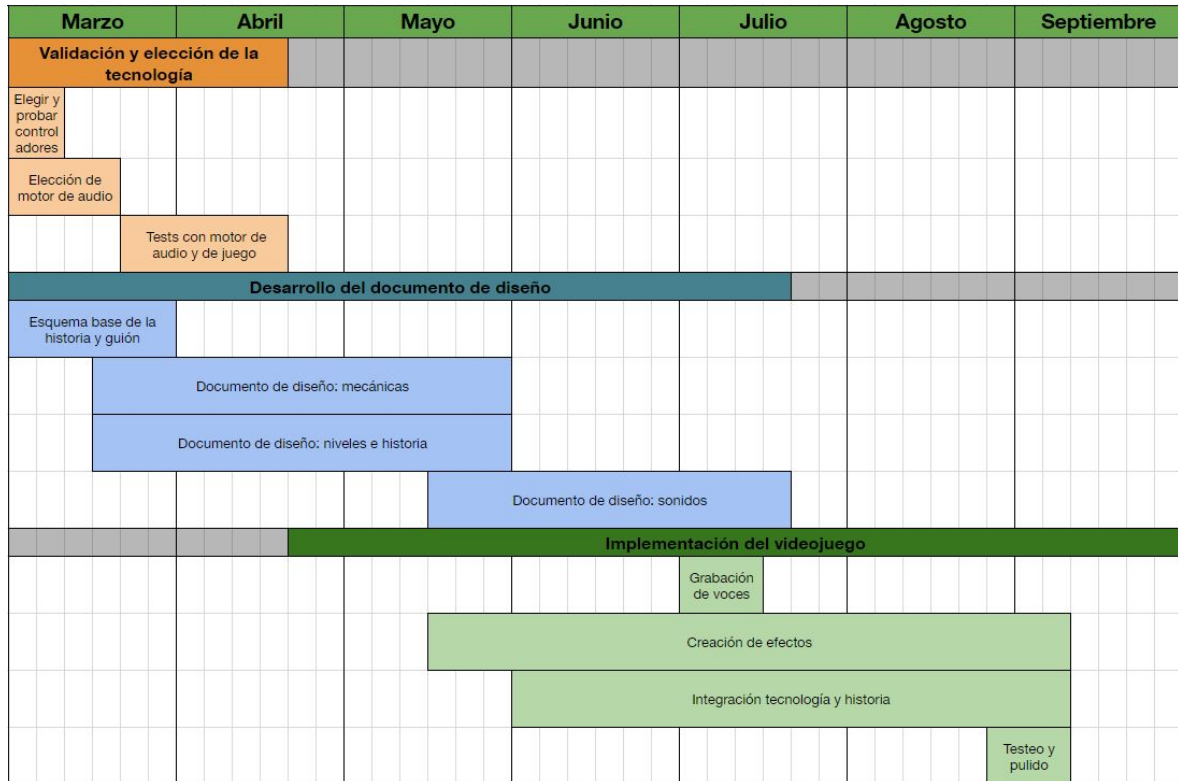 Marzo Abril Mayo Junio Julio Agosto Septiembre
Validación y elección de la
tecnología
Elegir y
probar
control
adores
Elección de
motor de audio
Tests con motor de
audio y de juego
Desarrollo del documento de diseño
Esquema base de la
historia y guión
Documento de diseño: mecánicas
Documento de diseño: niveles e historia
Documento de diseño: sonidos
Implementación del videojuego
Grabación
de voces
Creación de efectos
Integración tecnología y historia
Testeo y
pulido